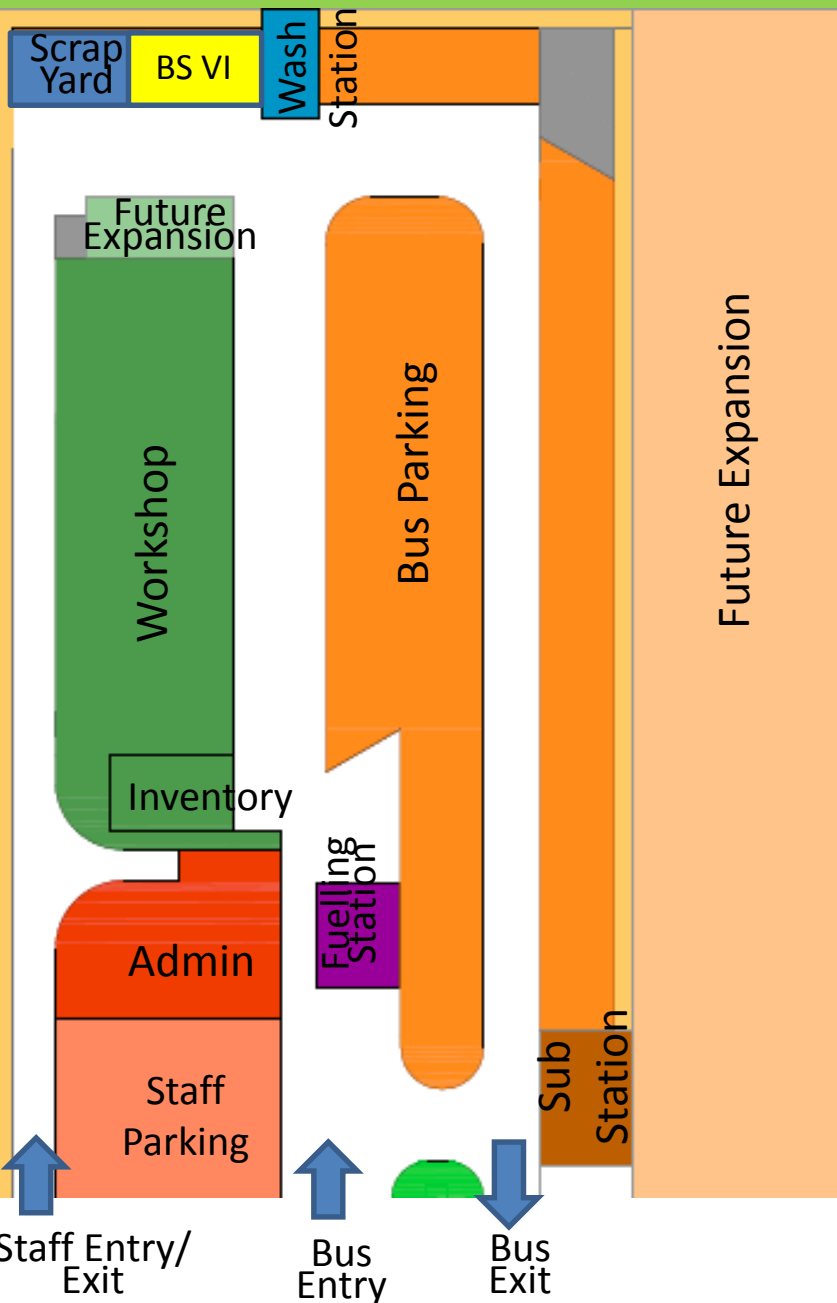 Scrap
Yard
BS VI
Wash
Station
Future
Expansion
Workshop
Bus Parking
Future Expansion
Inventory
Fuelling
Station
Admin
Sub
Station
Staff
Parking
Staff Entry/
Exit
Bus
Entry
Bus
Exit